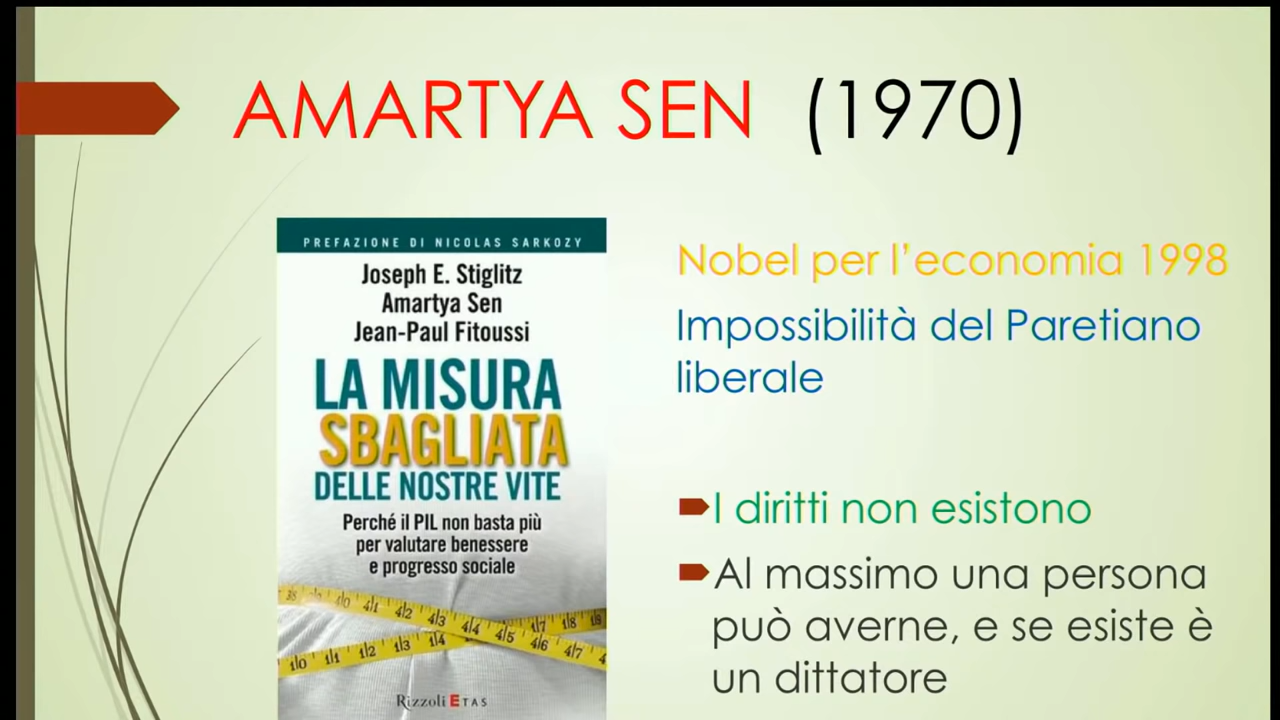 AMARTYA SEN (1970)
PREFAZIONE DI NICOLAS SARKOZY
Joseph E. Stiglitz
Amartya Sen
Jean-Paul Fitoussi
LA MISURA
SBAGLIATA
DELLE NOSTRE VITE
Perché il PIL non basta più
per valutare benessere
e progresso sociale
Rizzoli ETAS
Nobel per l'economia 1998
Impossibilità del Paretiano
liberale
I diritti non esistono
Al massimo una persona
può averne, e se esiste è
un dittatore